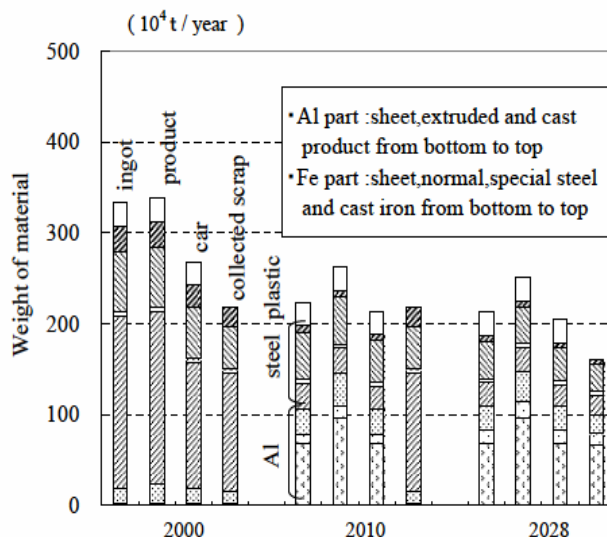 ( 10⁴ t / year )
500
400
300
200
100
0
Weight of material
ingot
product
car
collected scrap
・Al part :sheet,extruded and cast
product from bottom to top
・Fe part :sheet,normal,special steel
and cast iron from bottom to top
plastic
steel
Al
2000
2010
2028